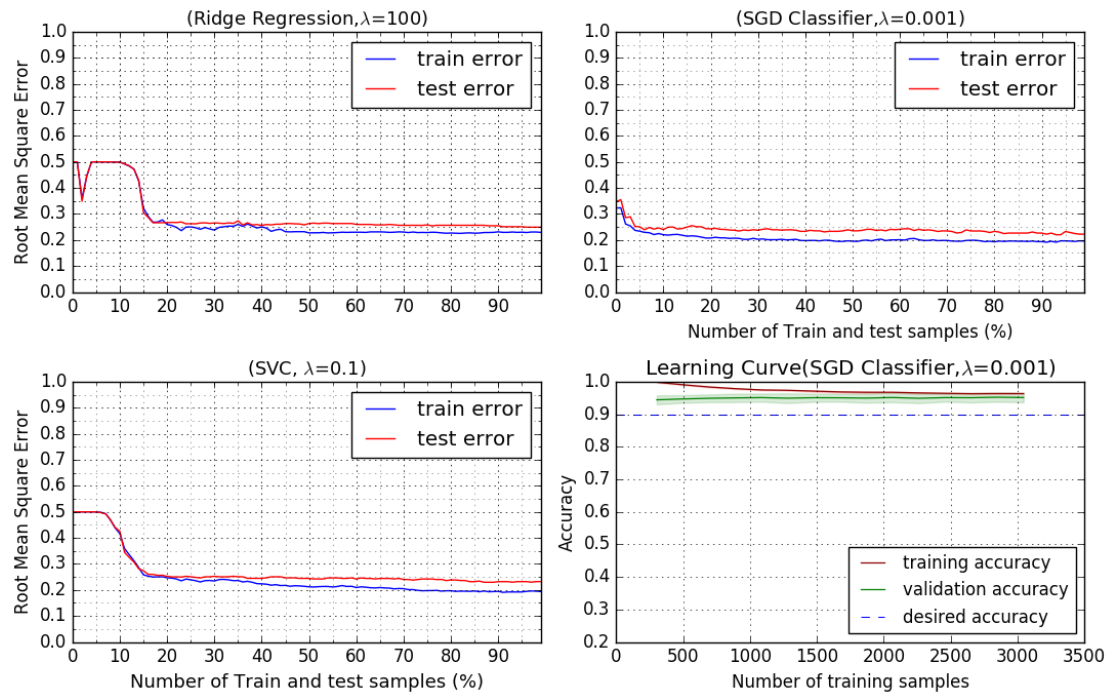 (Ridge Regression,λ=100)
Root Mean Square Error
1.0
0.9
0.8
0.7
0.6
0.5
0.4
0.3
0.2
0.1
0.0
0 10 20 30 40 50 60 70 80 90
train error
test error
(SGD Classifier,λ=0.001)
1.0
0.9
0.8
0.7
0.6
0.5
0.4
0.3
0.2
0.1
0.0
0 10 20 30 40 50 60 70 80 90
Number of Train and test samples (%)
train error
test error
(SVC, λ=0.1)
Root Mean Square Error
1.0
0.9
0.8
0.7
0.6
0.5
0.4
0.3
0.2
0.1
0.0
0 10 20 30 40 50 60 70 80 90
Number of Train and test samples (%)
train error
test error
Learning Curve(SGD Classifier,λ=0.001)
Accuracy
1.0
0.9
0.8
0.7
0.6
0.5
0.4
0.3
0.2
0 500 1000 1500 2000 2500 3000 3500
Number of training samples
training accuracy
validation accuracy
desired accuracy